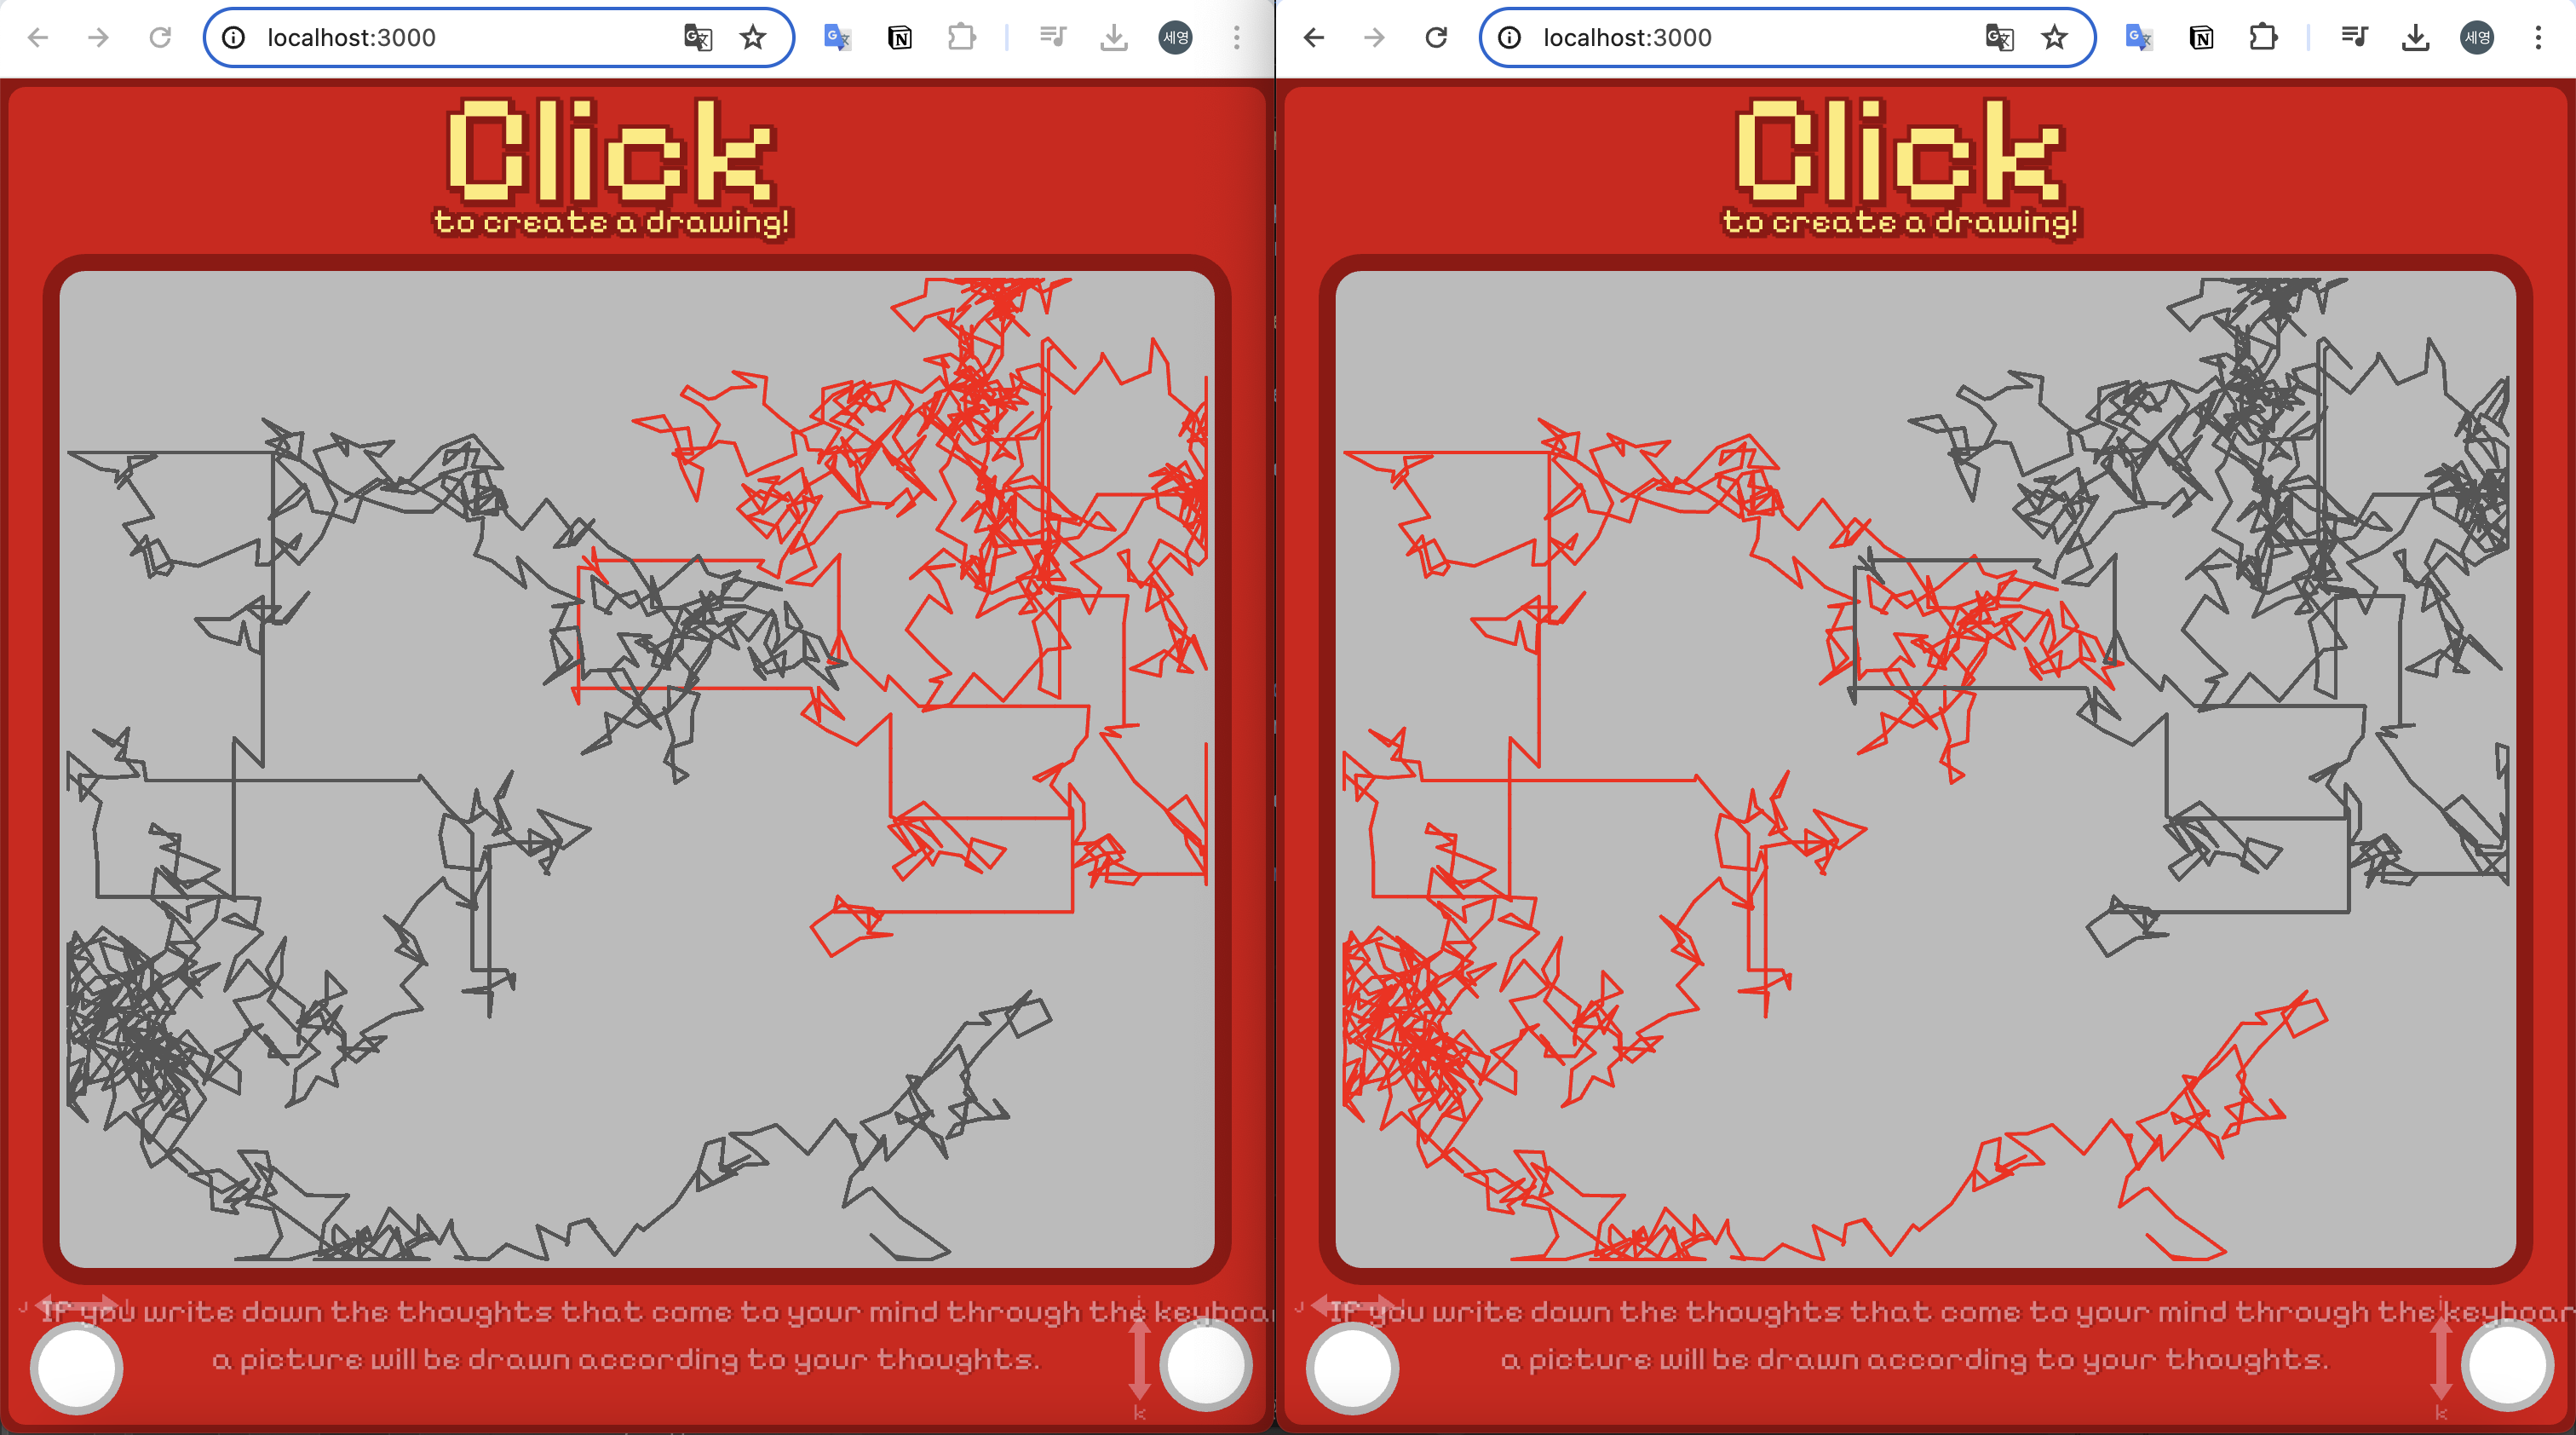 localhost:3000
세영
Click
to create a drawing!
J
If you write down the thoughts that come to your mind through the keyboar
a picture will be drawn according to your thoughts.
i
k
localhost:3000
세영
Click
to create a drawing!
J
If you write down the thoughts that come to your mind through the keyboar
a picture will be drawn according to your thoughts.
i
k